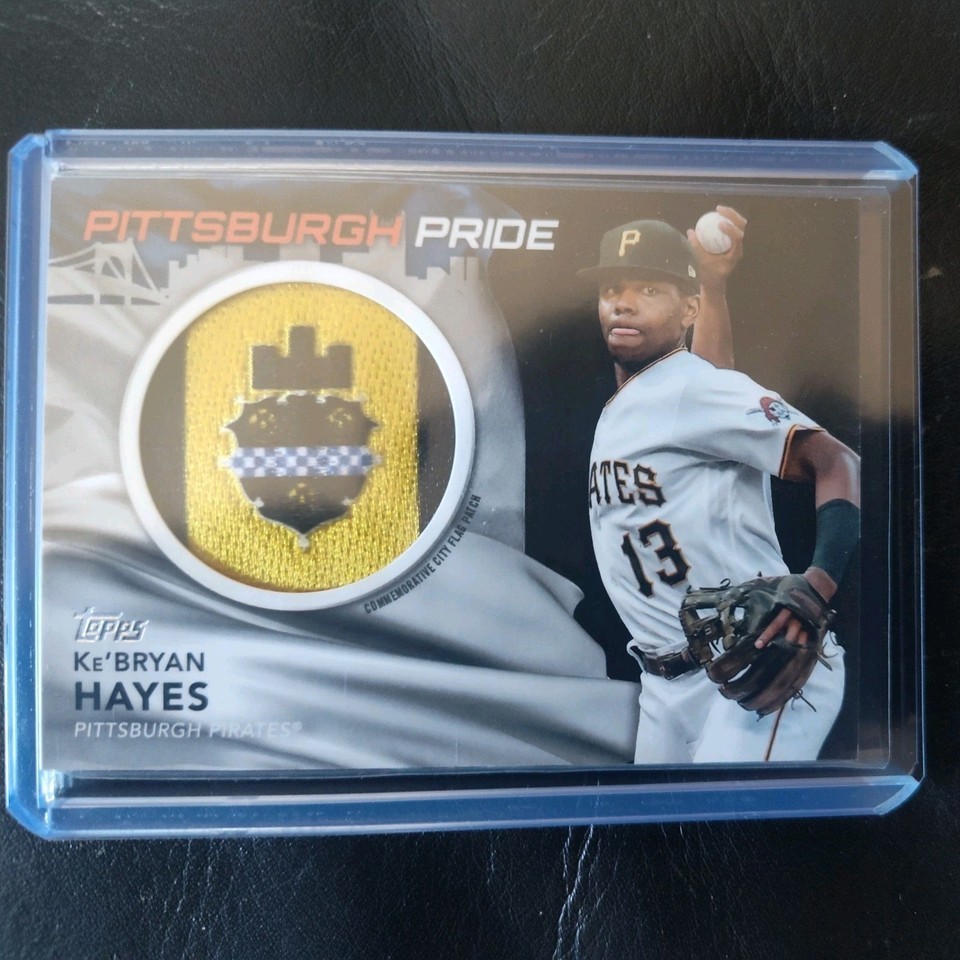 PITTSBURGH PRIDE
P
COMMEMORATIVE CITY FLAG PATCH
ATES
13
Topps
KE'BRYAN
HAYES
PITTSBURGH PIRATES®